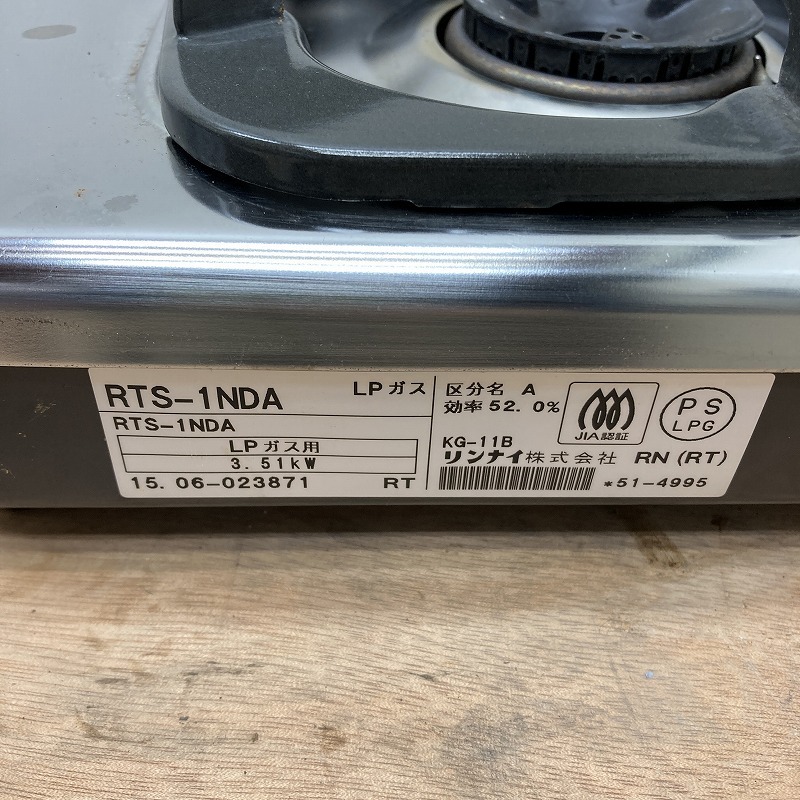 RTS-1NDA LPガス
RTS-1NDA
LPガス用
3.51kW
15.06-023871 RT
区分名 A
効率52.0%
JIA認証
PS
LPG
KG-11B
リンナイ株式会社 RN(RT)
*51-4995